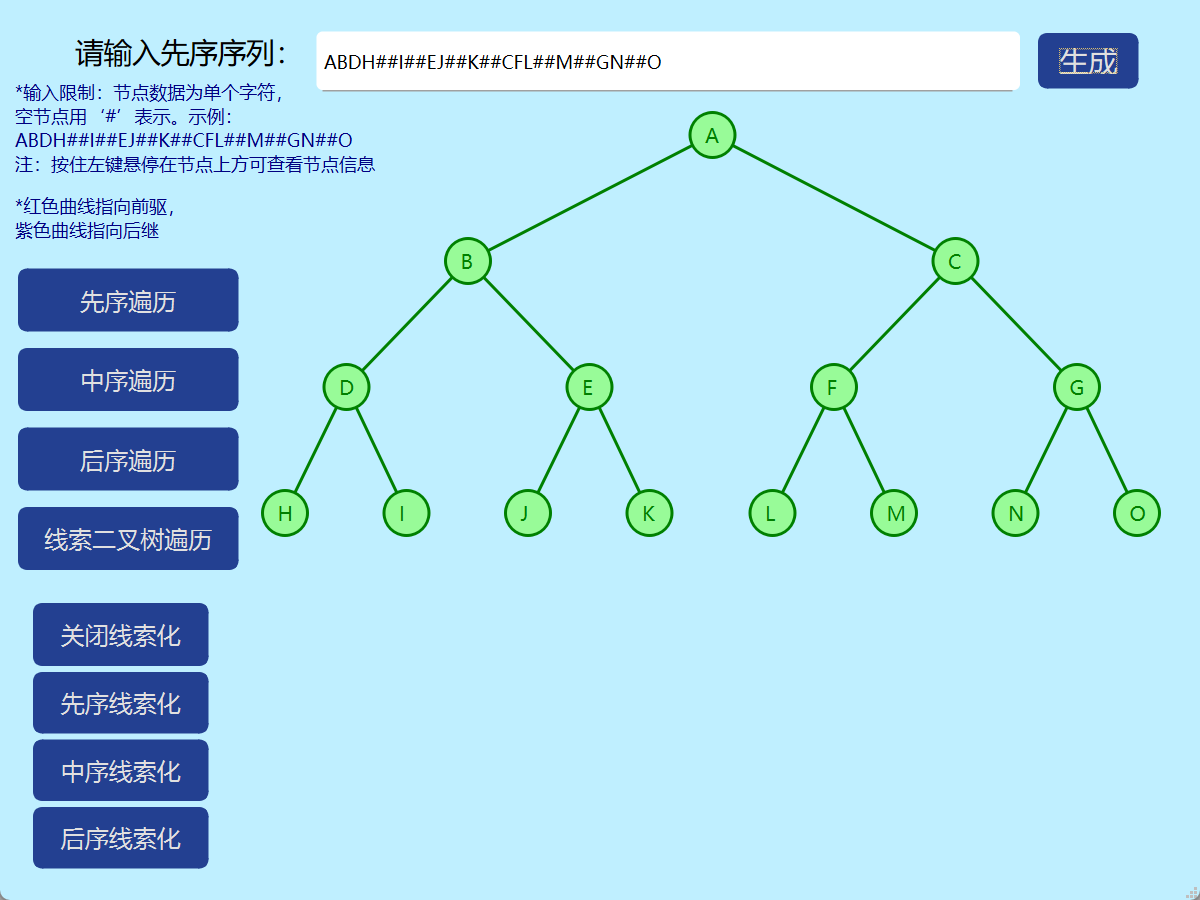 请输入先序序列：
ABDH##I##EJ##K##CFL##M##GN##O
生成
*输入限制：节点数据为单个字符，
空节点用‘#’表示。示例：
ABDH##I##EJ##K##CFL##M##GN##O
注：按住左键悬停在节点上方可查看节点信息
*红色曲线指向前驱，
紫色曲线指向后继
先序遍历
中序遍历
后序遍历
线索二叉树遍历
关闭线索化
先序线索化
中序线索化
后序线索化
A
B
C
D
E
F
G
H
I
J
K
L
M
N
O